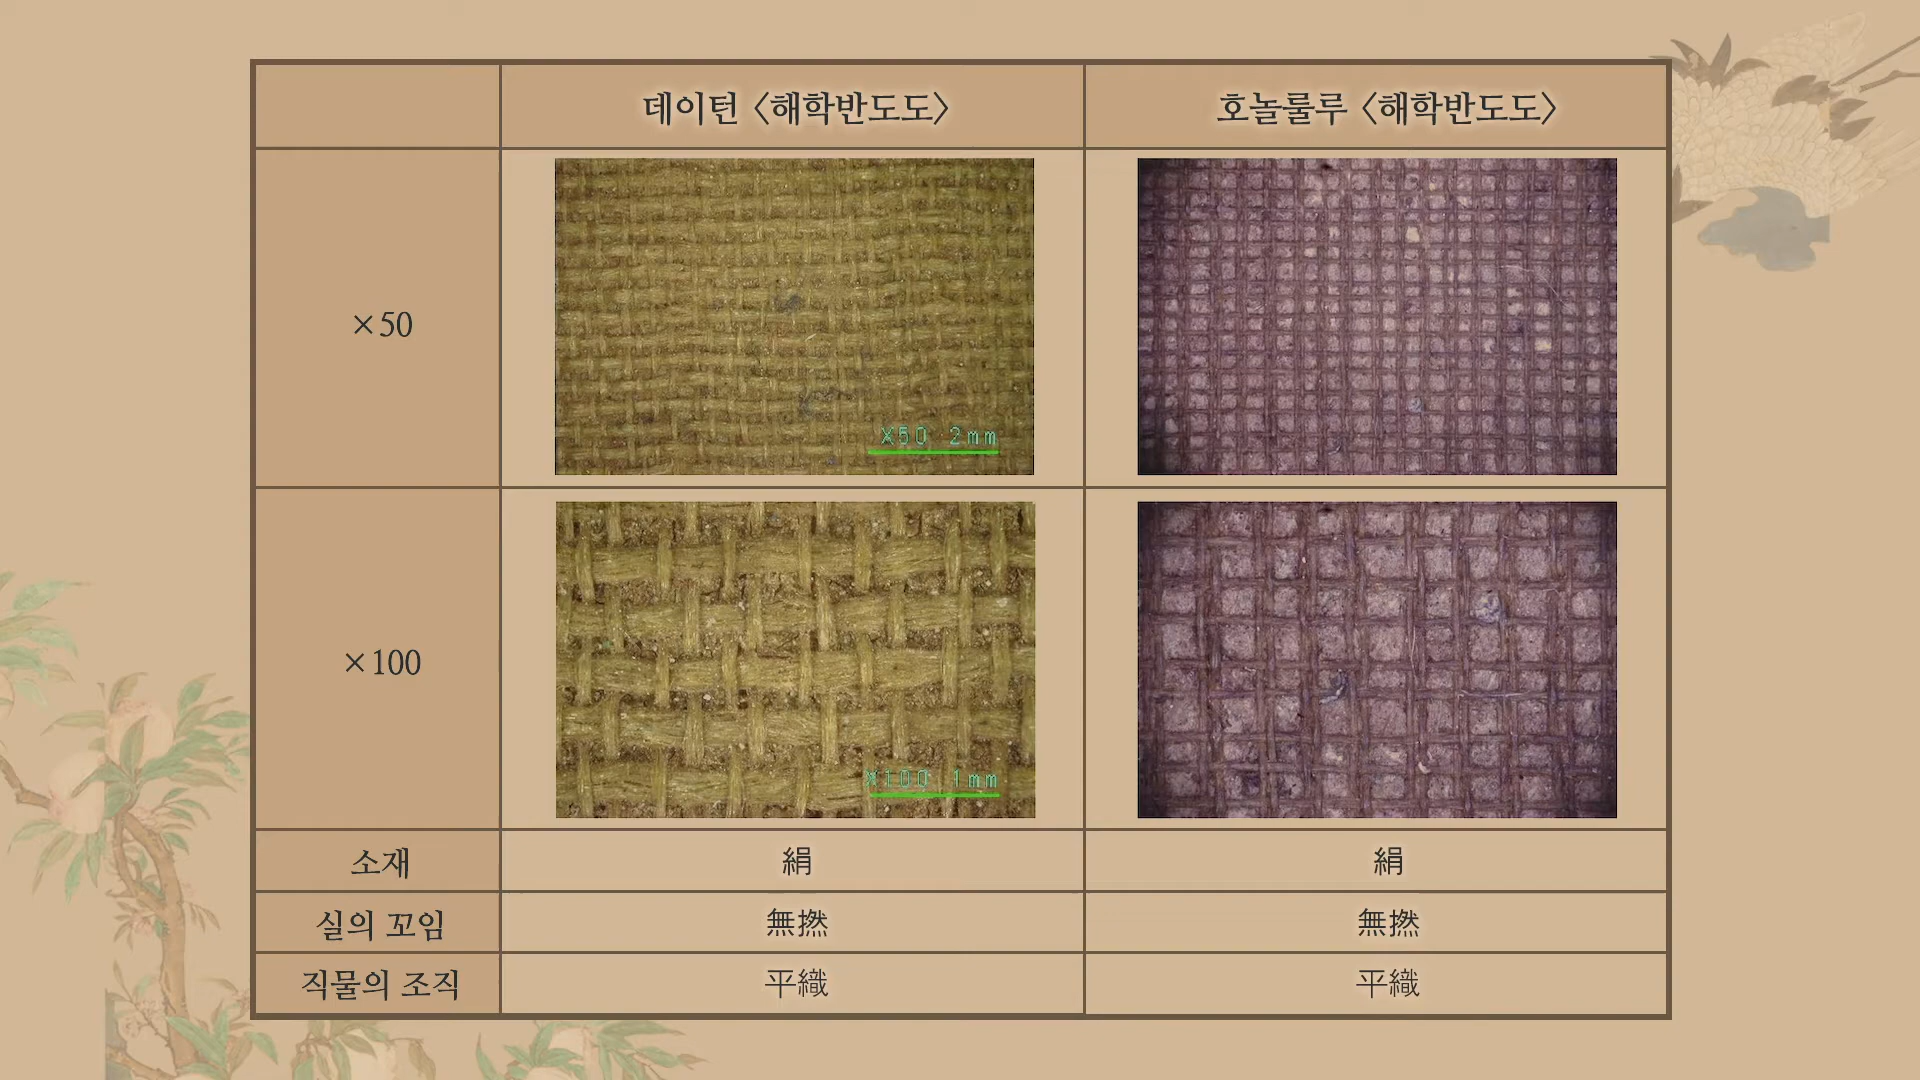 데이턴 〈해학반도도〉
호놀룰루 〈해학반도도〉
×50
X50 2mm
×100
X100 1mm
소재
絹
絹
실의 꼬임
無撚
無撚
직물의 조직
平織
平織